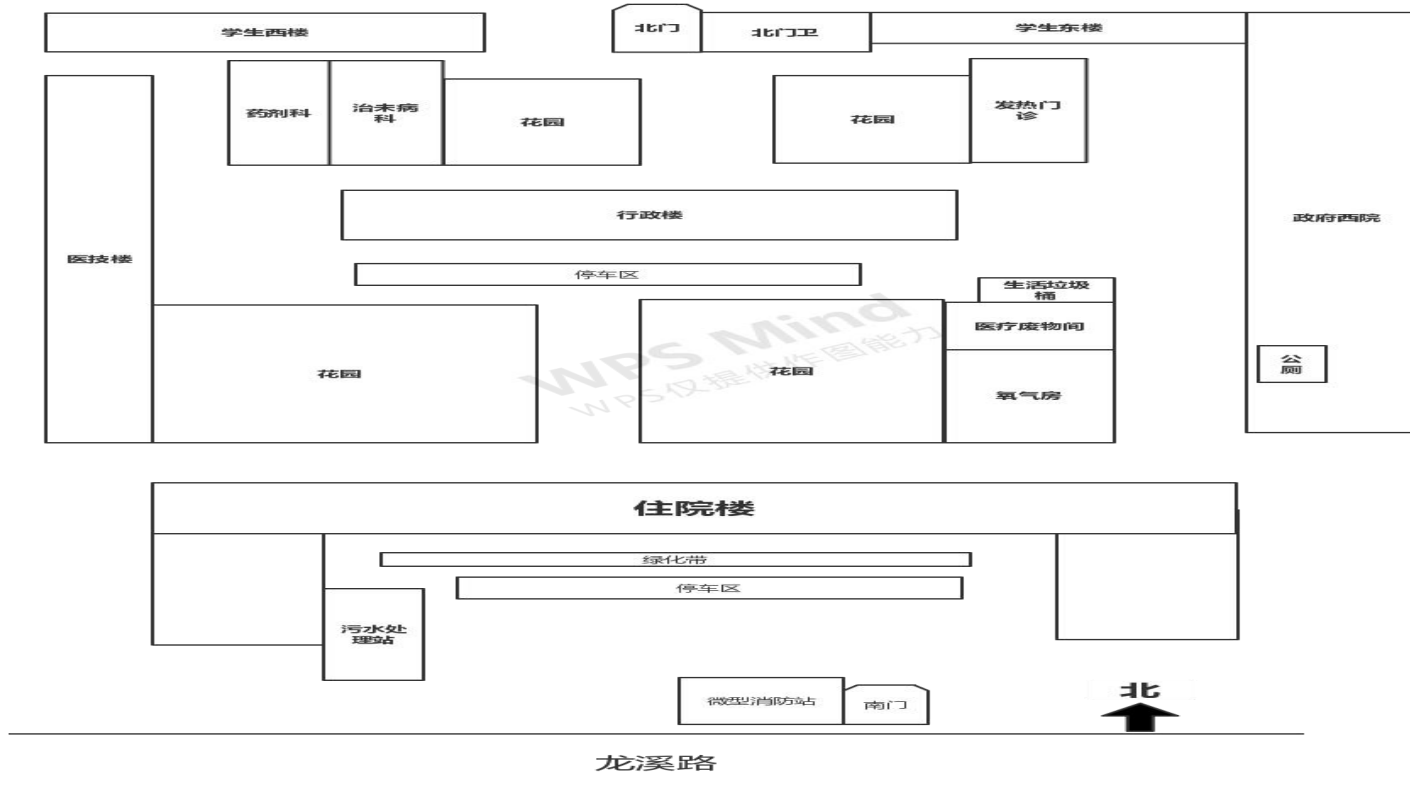 学生西楼
北门
北门卫
学生东楼
药剂科
治未病
科
花园
花园
发热门
诊
行政楼
政府西院
医技楼
停车区
生活垃圾
桶
医疗废物间
花园
花园
氧气房
公
厕
WPS Mind
WPS仅提供作图能力
住院楼
绿化带
停车区
污水处
理站
微型消防站
南门
北
龙溪路